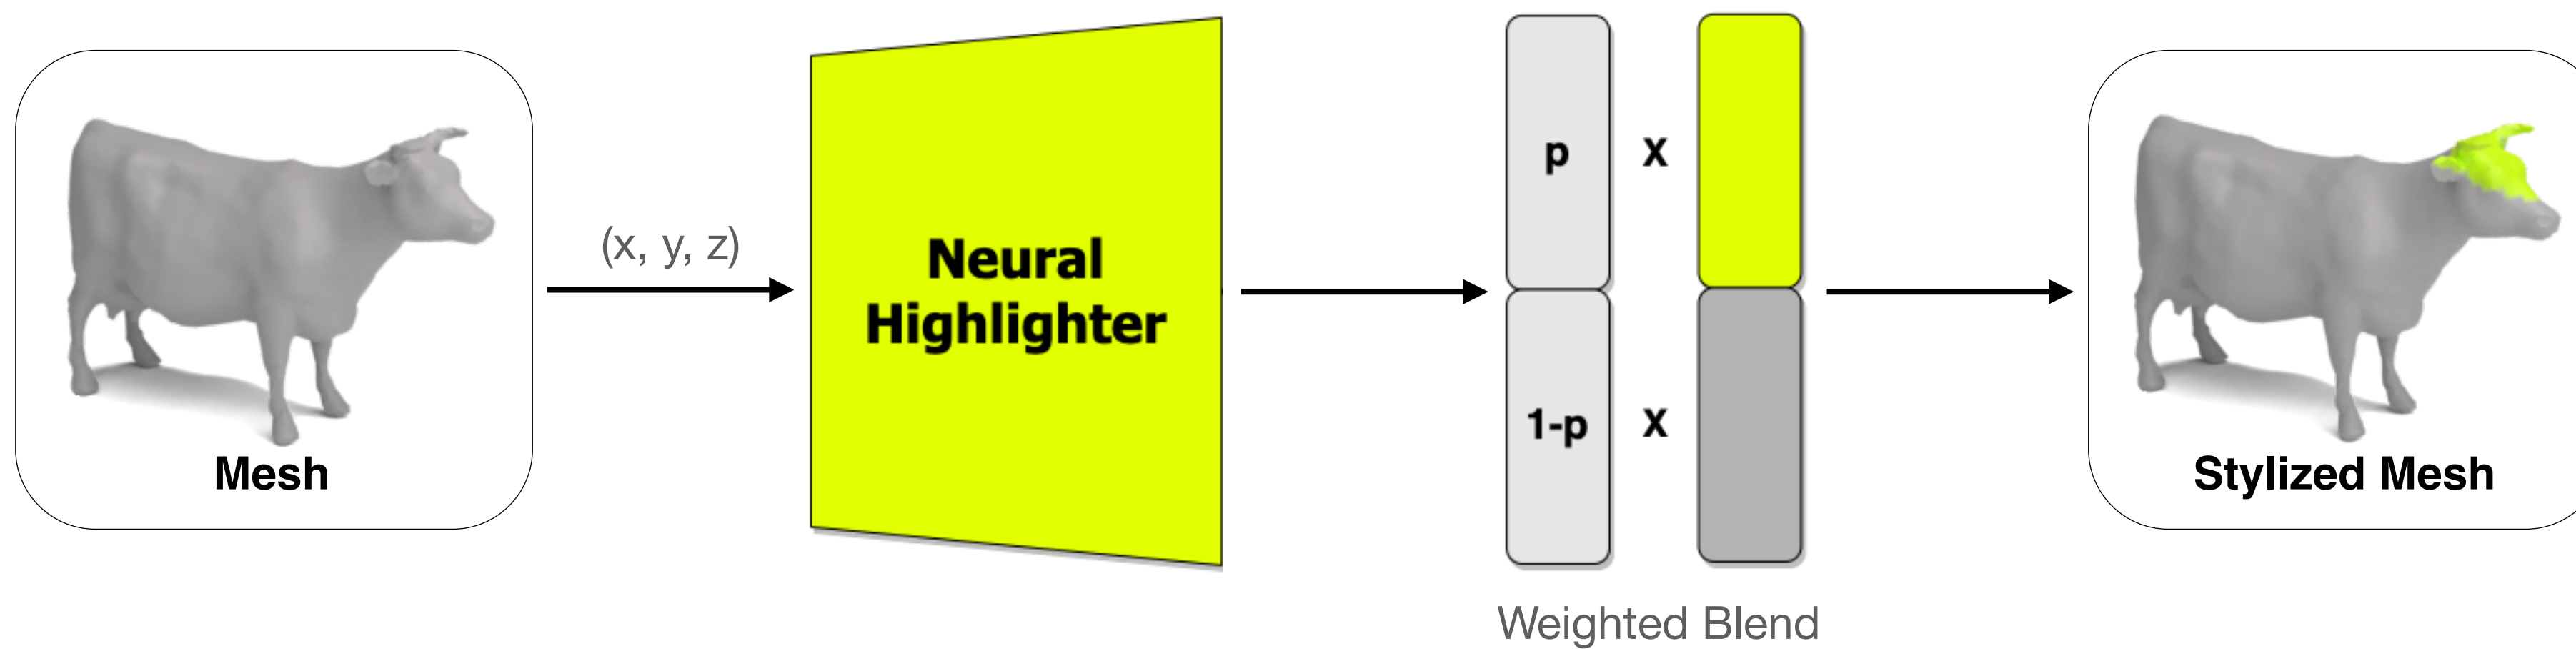 Mesh
(x, y, z)
Neural
Highlighter
p
x
1-p
x
Weighted Blend
Stylized Mesh